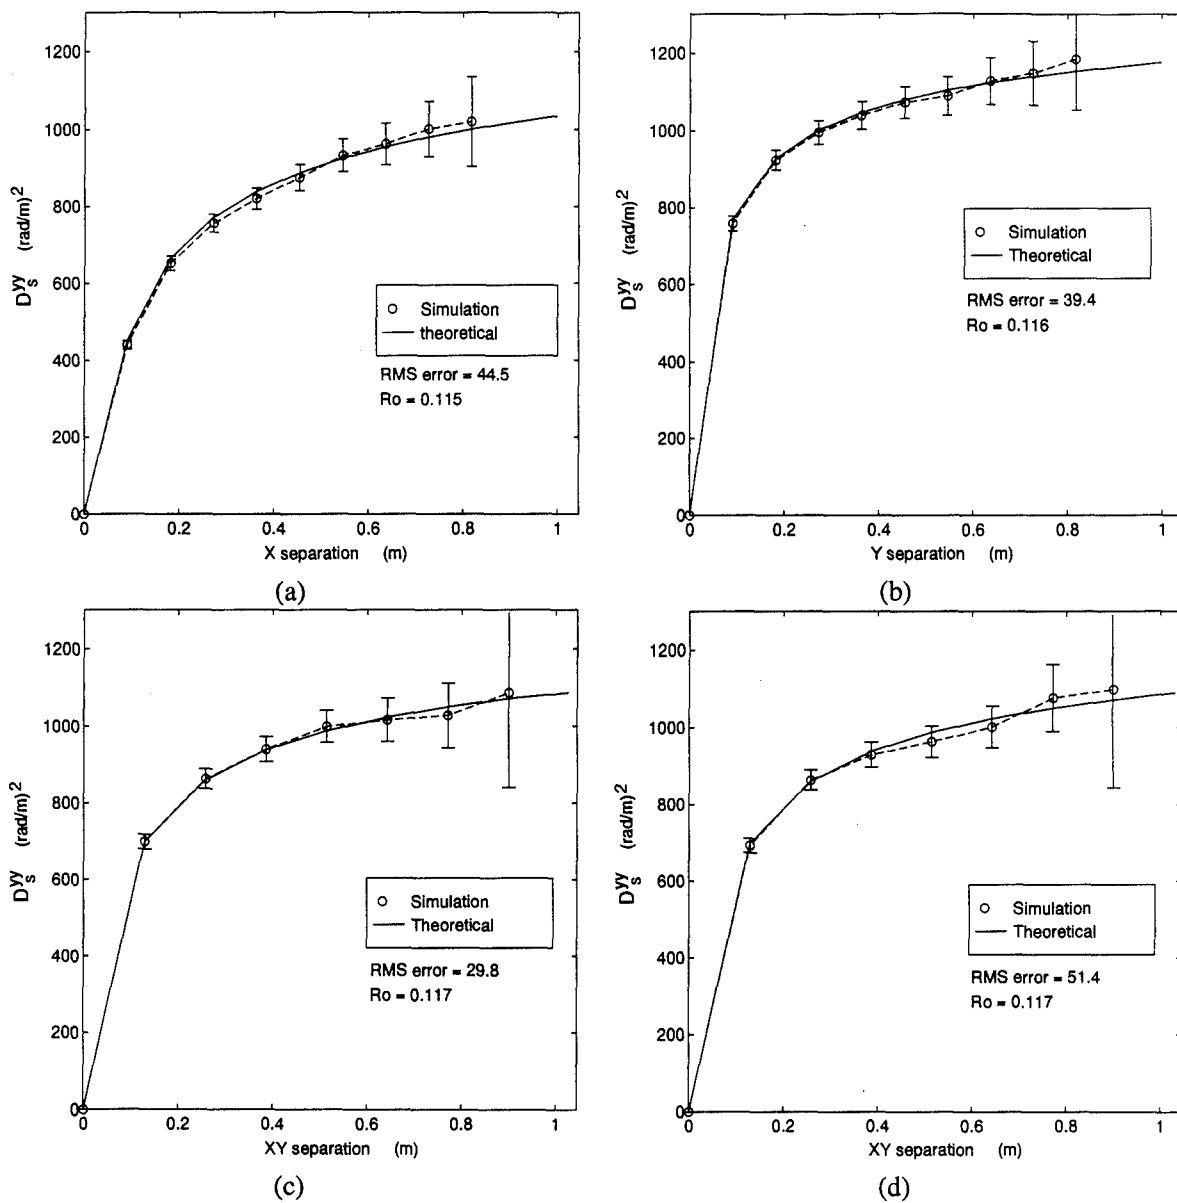 1200
1000
800
600
400
200
0
D_s^yy (rad/m)^2
Simulation
theoretical
RMS error = 44.5
Ro = 0.115
0 0.2 0.4 0.6 0.8 1
X separation (m)
(a)
1200
1000
800
600
400
200
0
D_s^yy (rad/m)^2
Simulation
Theoretical
RMS error = 39.4
Ro = 0.116
0 0.2 0.4 0.6 0.8 1
Y separation (m)
(b)
1200
1000
800
600
400
200
0
D_s^yy (rad/m)^2
Simulation
Theoretical
RMS error = 29.8
Ro = 0.117
0 0.2 0.4 0.6 0.8 1
XY separation (m)
(c)
1200
1000
800
600
400
200
0
D_s^yy (rad/m)^2
Simulation
Theoretical
RMS error = 51.4
Ro = 0.117
0 0.2 0.4 0.6 0.8 1
XY separation (m)
(d)